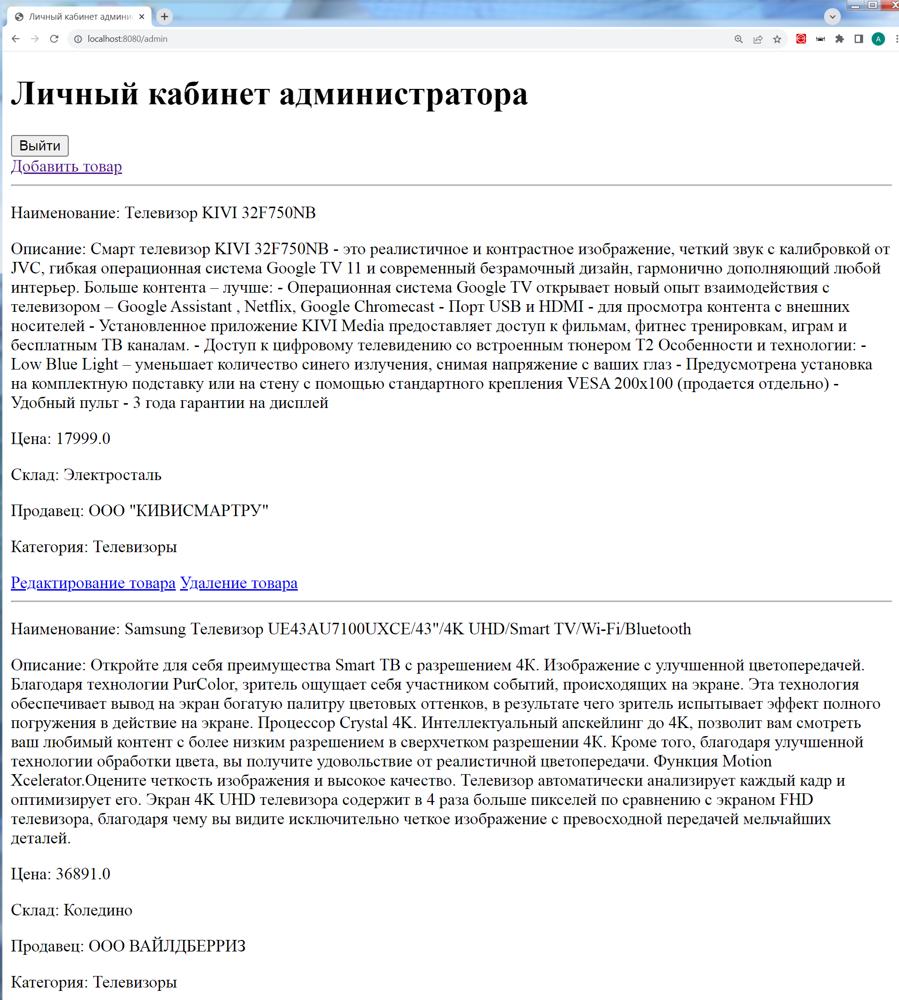 Личный кабинет админи
localhost:8080/admin
A
Личный кабинет администратора
Выйти
Добавить товар
Наименование: Телевизор KIVI 32F750NB
Описание: Смарт телевизор KIVI 32F750NB - это реалистичное и контрастное изображение, четкий звук с калибровкой от
JVC, гибкая операционная система Google TV 11 и современный безрамочный дизайн, гармонично дополняющий любой
интерьер. Больше контента – лучше: - Операционная система Google TV открывает новый опыт взаимодействия с
телевизором – Google Assistant , Netflix, Google Chromecast - Порт USB и HDMI - для просмотра контента с внешних
носителей - Установленное приложение KIVI Media предоставляет доступ к фильмам, фитнес тренировкам, играм и
бесплатным ТВ каналам. - Доступ к цифровому телевидению со встроенным тюнером T2 Особенности и технологии: -
Low Blue Light – уменьшает количество синего излучения, снимая напряжение с ваших глаз - Предусмотрена установка
на комплектную подставку или на стену с помощью стандартного крепления VESA 200x100 (продается отдельно) -
Удобный пульт - 3 года гарантии на дисплей
Цена: 17999.0
Склад: Электросталь
Продавец: ООО "КИВИСМАРТРУ"
Категория: Телевизоры
Редактирование товара Удаление товара
Наименование: Samsung Телевизор UE43AU7100UXCE/43"/4K UHD/Smart TV/Wi-Fi/Bluetooth
Описание: Откройте для себя преимущества Smart ТВ с разрешением 4К. Изображение с улучшенной цветопередачей.
Благодаря технологии PurColor, зритель ощущает себя участником событий, происходящих на экране. Эта технология
обеспечивает вывод на экран богатую палитру цветовых оттенков, в результате чего зритель испытывает эффект полного
погружения в действие на экране. Процессор Crystal 4K. Интеллектуальный апскейлинг до 4K, позволит вам смотреть
ваш любимый контент с более низким разрешением в сверхчетком разрешении 4К. Кроме того, благодаря улучшенной
технологии обработки цвета, вы получите удовольствие от реалистичной цветопередачи. Функция Motion
Xcelerator.Оцените четкость изображения и высокое качество. Телевизор автоматически анализирует каждый кадр и
оптимизирует его. Экран 4K UHD телевизора содержит в 4 раза больше пикселей по сравнению с экраном FHD
телевизора, благодаря чему вы видите исключительно четкое изображение с превосходной передачей мельчайших
деталей.
Цена: 36891.0
Склад: Коледино
Продавец: ООО ВАЙЛДБЕРРИЗ
Категория: Телевизоры